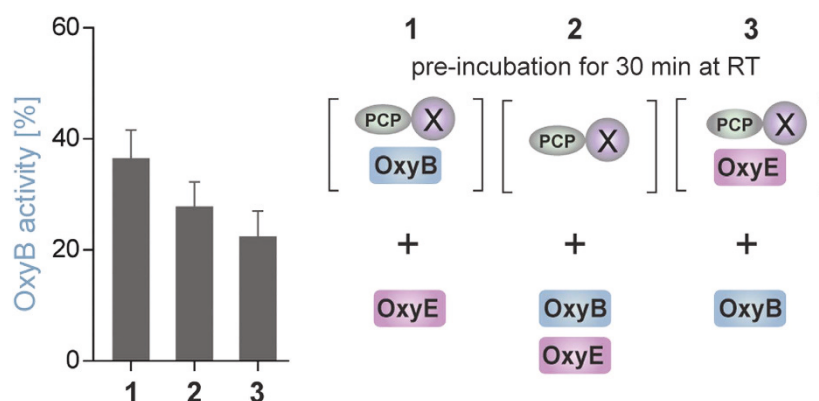 OxyB activity [%]
60
40
20
0
1 2 3
1 2 3
pre-incubation for 30 min at RT
PCP X
OxyB
PCP X
PCP X
OxyE
+ + +
OxyE
OxyB
OxyE
OxyB